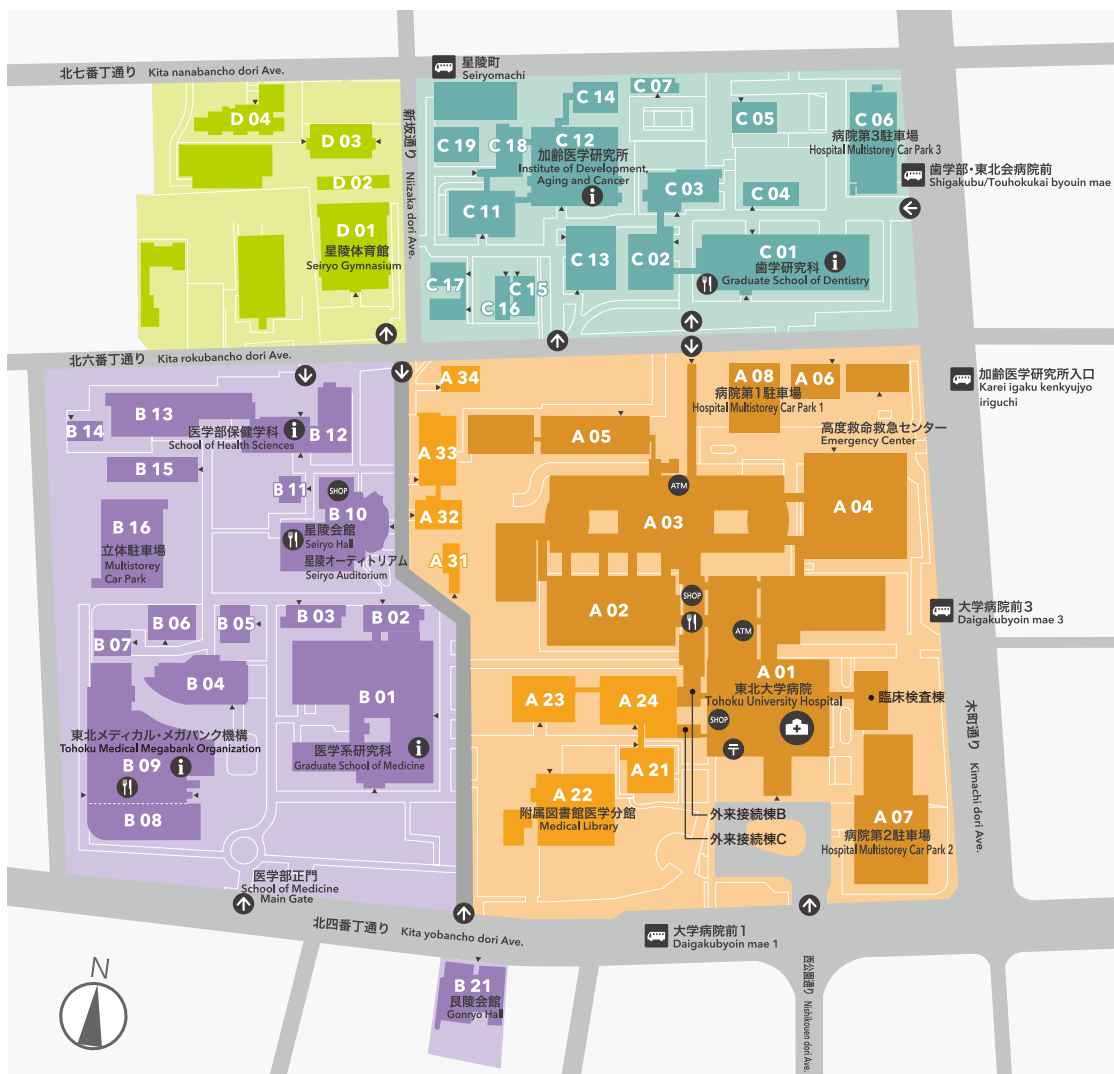 星陵町
Seiryomachi
北七番丁通り Kita nanabancho dori Ave.
新坂通り Niizaka dori Ave.
D 04
D 03
D 02
D 01
星陵体育館
Seiryo Gymnasium
C 14
C 07
C 19
C 18
C 12
加齢医学研究所
Institute of Development,
Aging and Cancer
C 05
C 06
病院第3駐車場
Hospital Multistorey Car Park 3
歯学部・東北会病院前
Shigakubu/Touhokukai byouin mae
C 11
C 03
C 04
C 17
C 16
C 15
C 13
C 02
C 01
歯学研究科
Graduate School of Dentistry
北六番丁通り Kita rokubancho dori Ave.
加齢医学研究所入口
Karei igaku kenkyujyo
iriguchi
B 14
B 13
医学部保健学科
School of Health Sciences
B 12
B 15
B 11
SHOP
B 10
星陵会館
Seiryo Hall
星陵オーディトリアム
Seiryo Auditorium
B 16
立体駐車場
Multistorey
Car Park
A 34
A 33
A 32
A 31
A 05
A 08
病院第1駐車場
Hospital Multistorey Car Park 1
A 06
高度救命救急センター
Emergency Center
ATM
A 03
A 04
A 02
SHOP
ATM
大学病院前3
Daigakubyoin mae 3
B 07
B 06
B 05
B 03
B 02
B 04
B 01
医学系研究科
Graduate School of Medicine
東北メディカル・メガバンク機構
Tohoku Medical Megabank Organization
B 09
B 08
A 23
A 24
A 01
東北大学病院
Tohoku University Hospital
臨床検査棟
SHOP
〒
A 21
A 22
附属図書館医学分館
Medical Library
外来接続棟B
外来接続棟C
A 07
病院第2駐車場
Hospital Multistorey Car Park 2
木町通り Kimachi dori Ave.
医学部正門
School of Medicine
Main Gate
北四番丁通り Kita yobancho dori Ave.
大学病院前1
Daigakubyoin mae 1
西公園通り Nishikouen dori Ave.
B 21
艮陵会館
Gonryo Hall
N